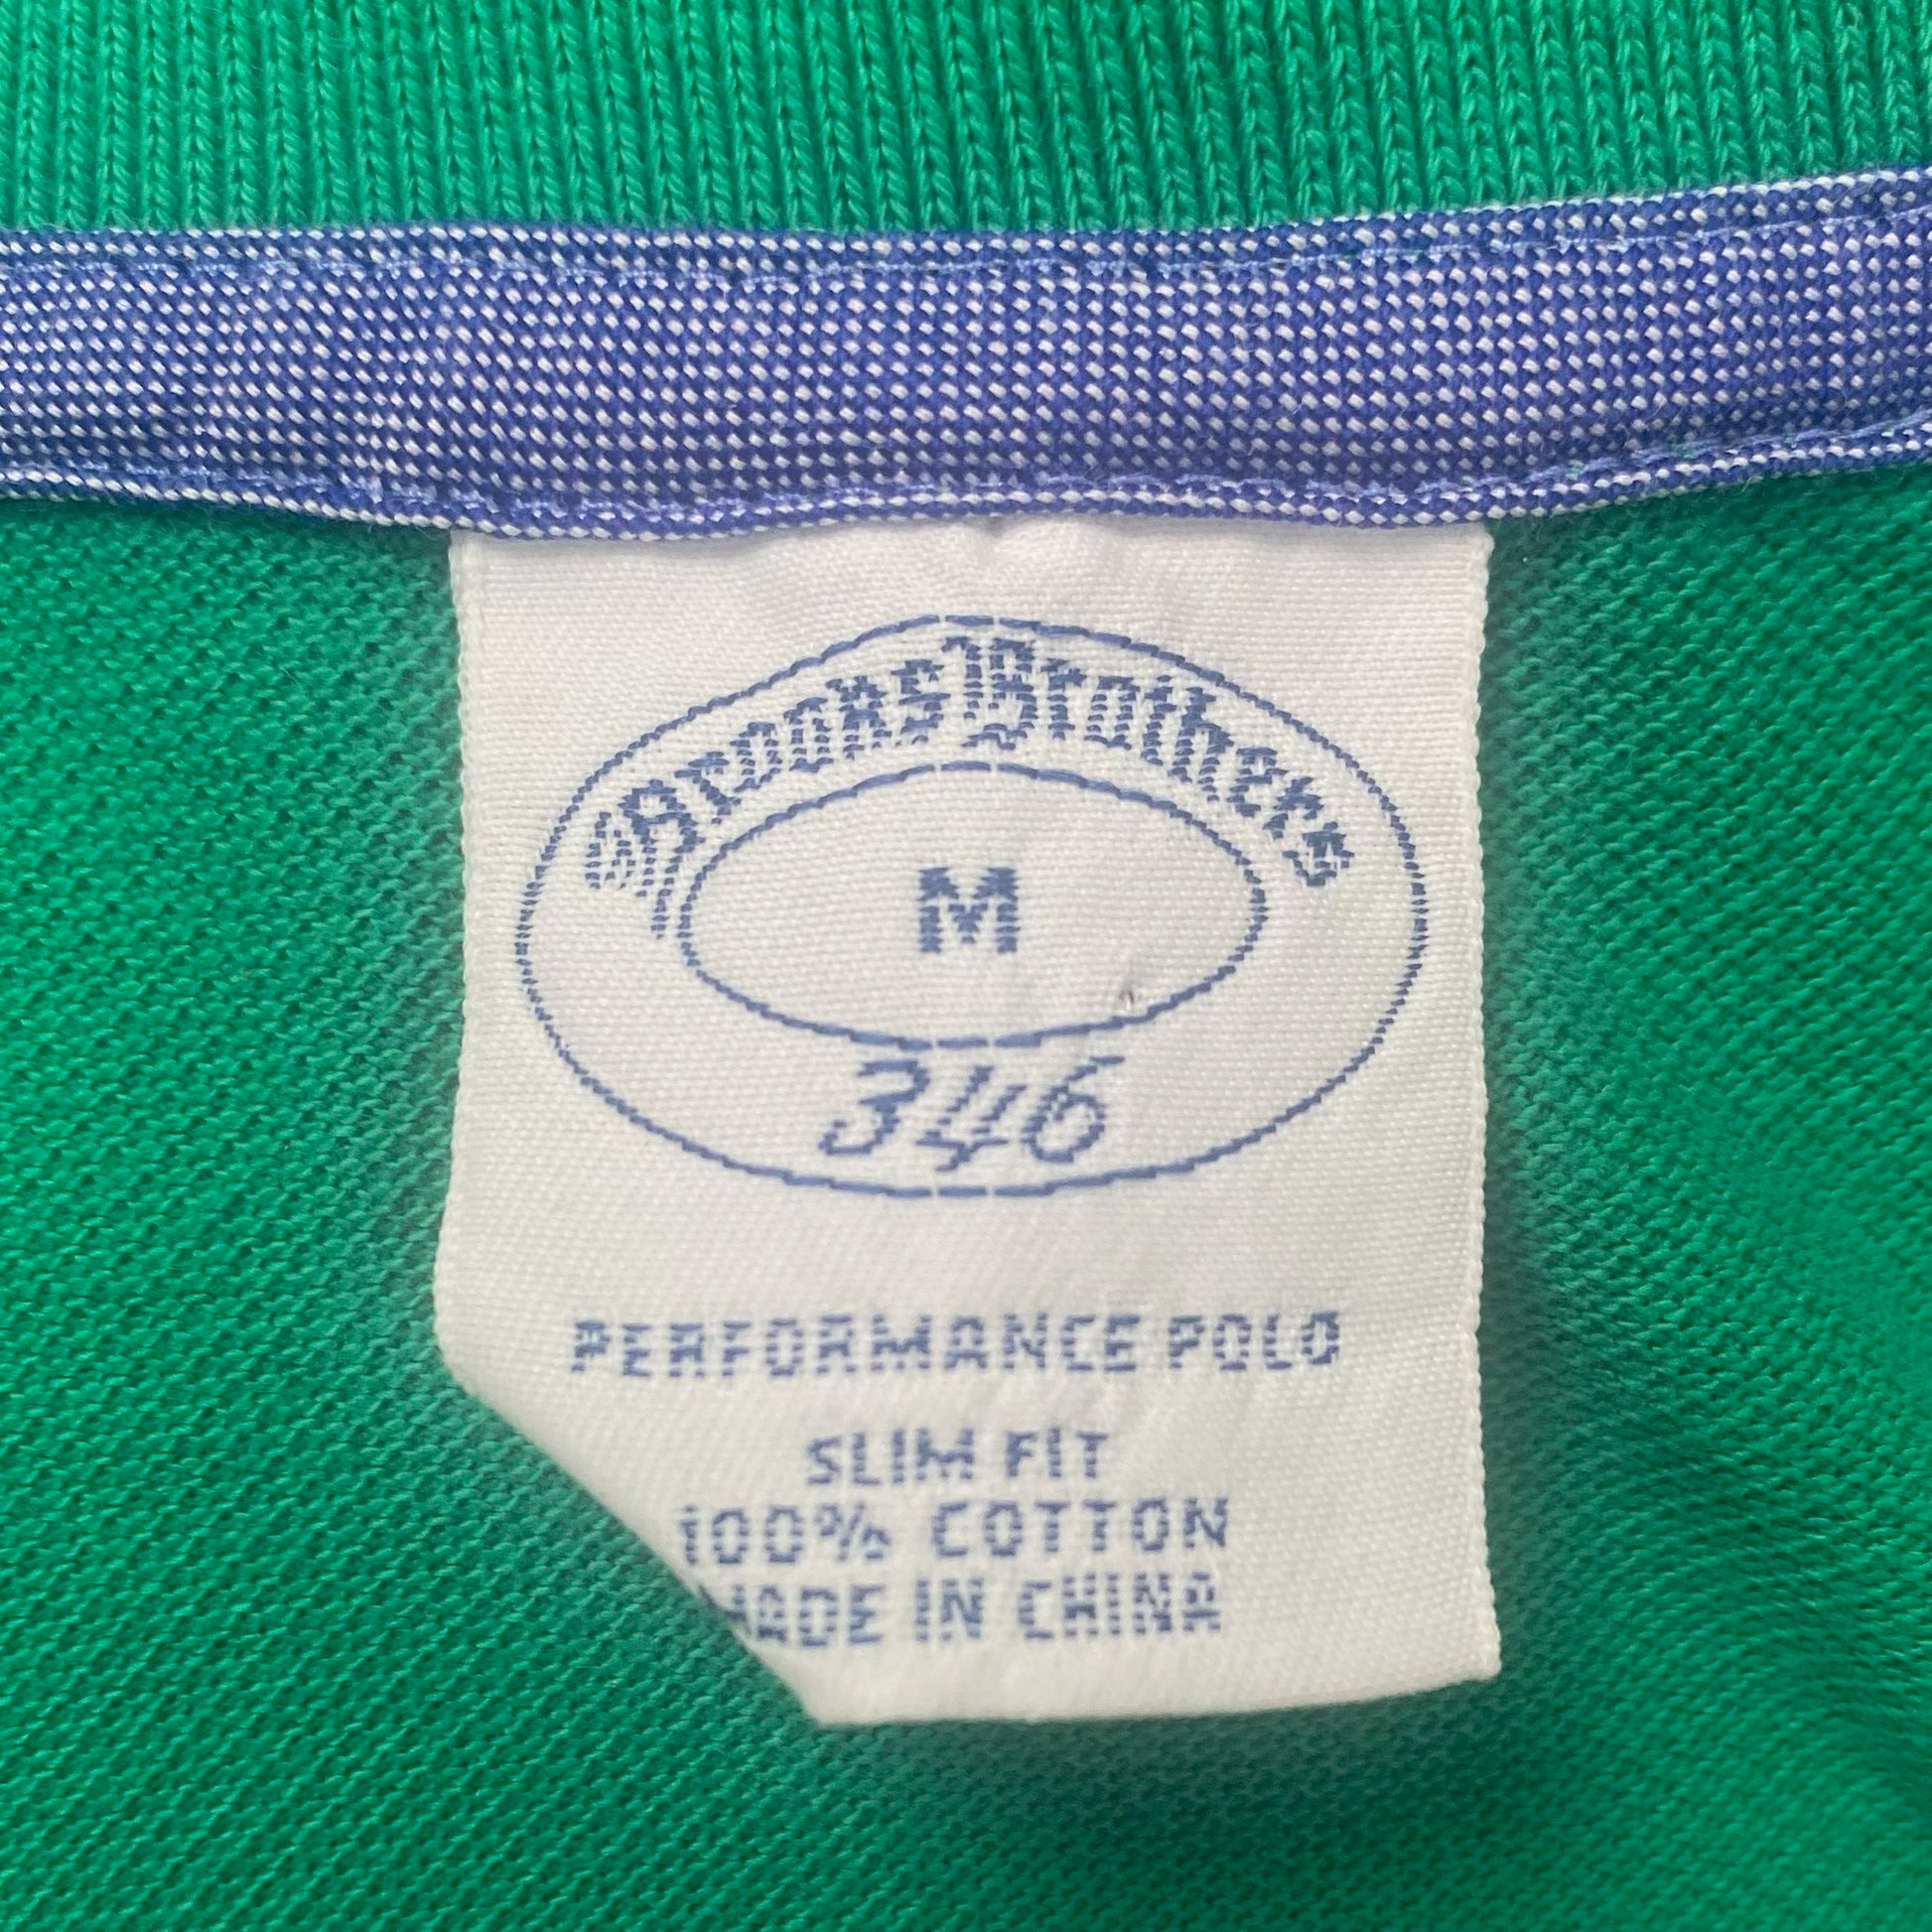 Brooks Brothers
M
346
PERFORMANCE POLO
SLIM FIT
100% COTTON
MADE IN CHINA